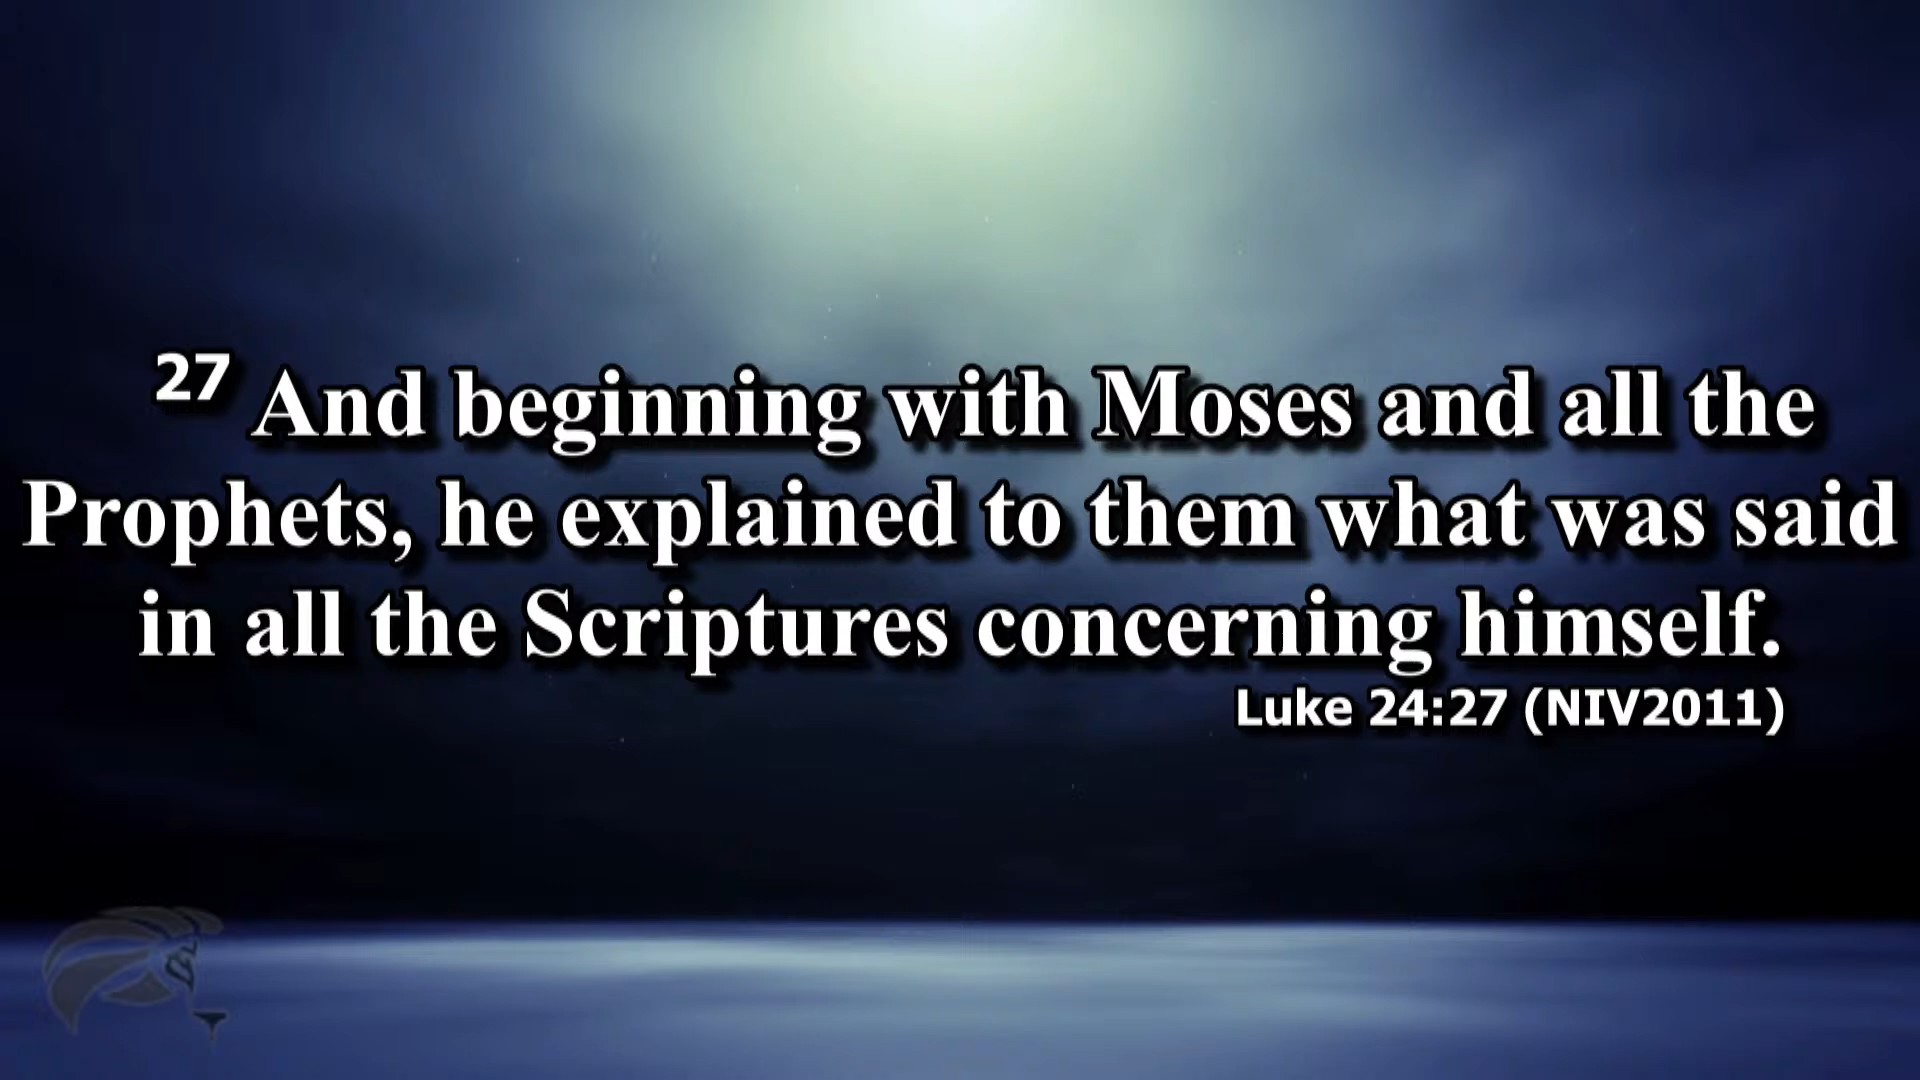 27 And beginning with Moses and all the
Prophets, he explained to them what was said
in all the Scriptures concerning himself.
Luke 24:27 (NIV2011)